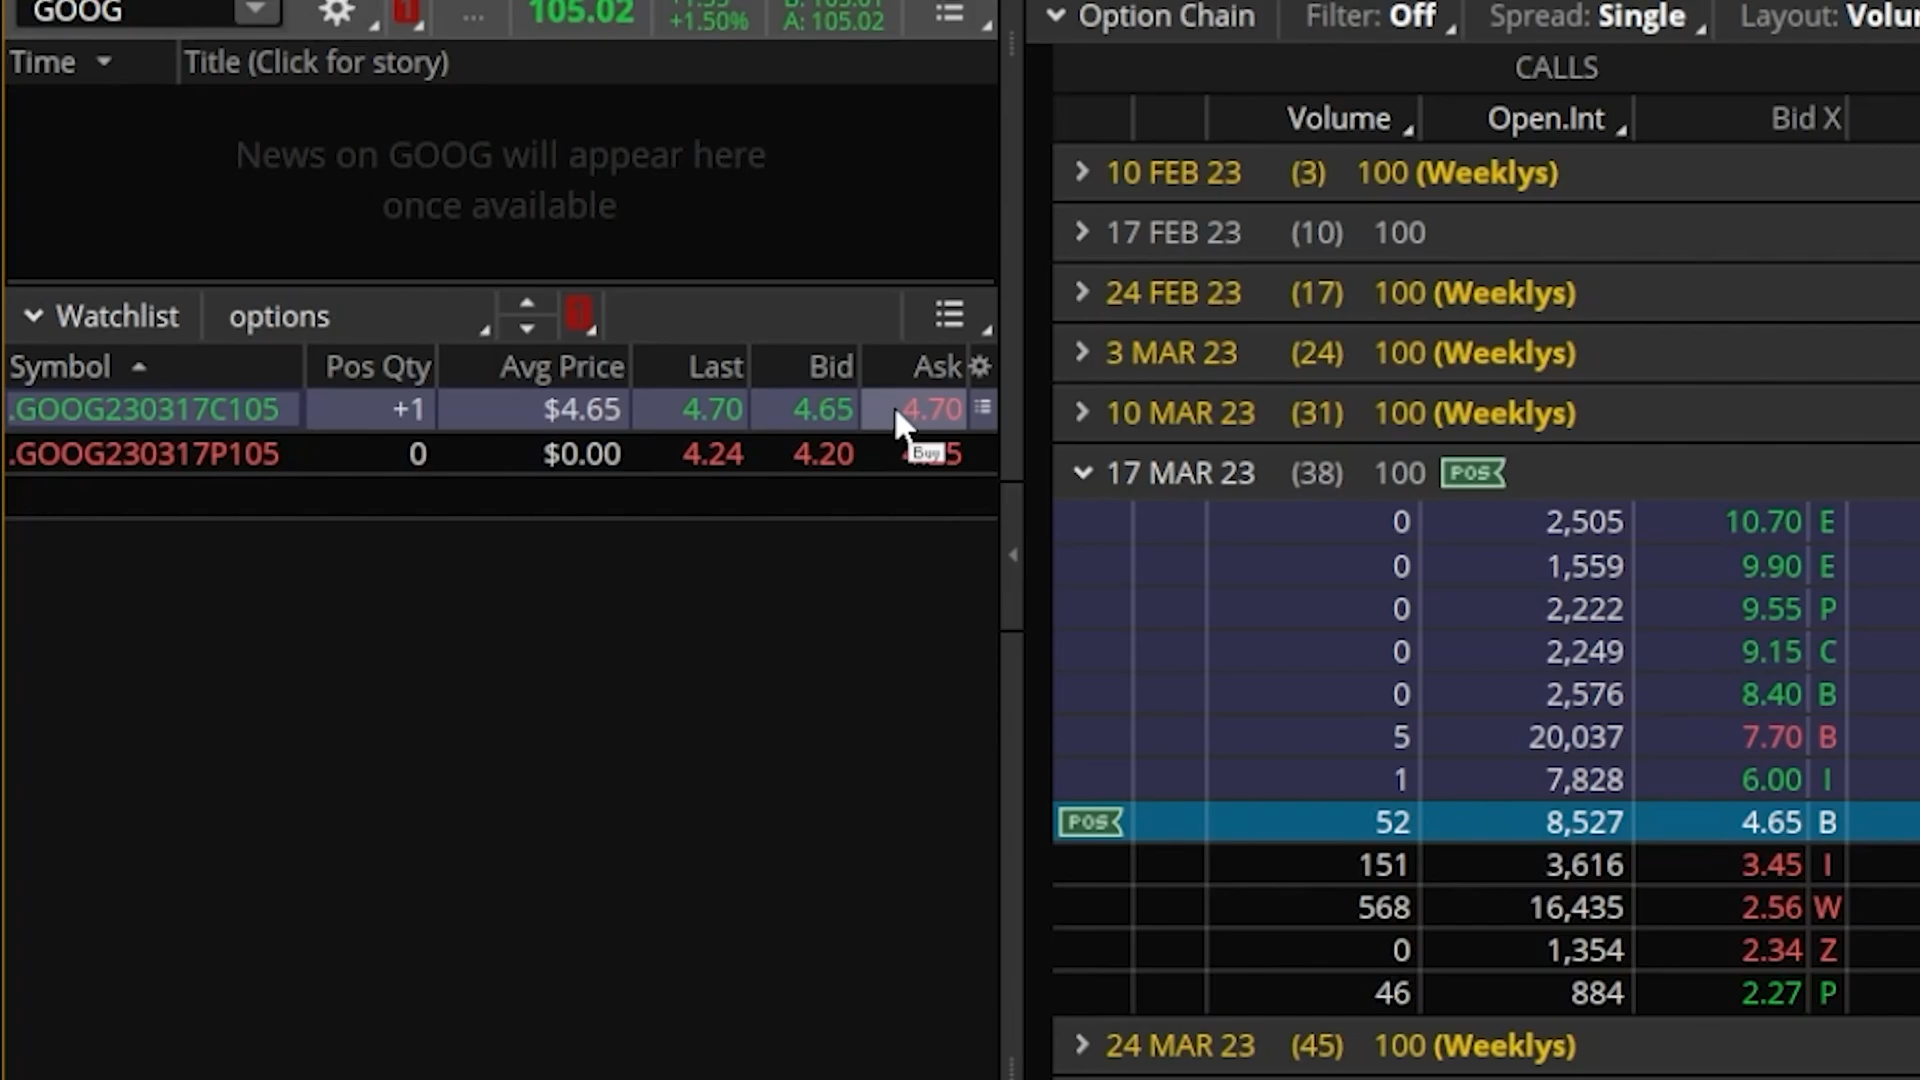 GOOG 1 ... 105.02 +1.50% A: 105.02
Time Title (Click for story)
News on GOOG will appear here
once available
Watchlist options 1
Symbol Pos Qty Avg Price Last Bid Ask
.GOOG230317C105 +1 $4.65 4.70 4.65 4.70
.GOOG230317P105 0 $0.00 4.24 4.20
Buy
Option Chain Filter: Off Spread: Single Layout:
CALLS
Volume Open.Int Bid X
10 FEB 23 (3) 100 (Weeklys)
17 FEB 23 (10) 100
24 FEB 23 (17) 100 (Weeklys)
3 MAR 23 (24) 100 (Weeklys)
10 MAR 23 (31) 100 (Weeklys)
17 MAR 23 (38) 100 POS
0 2,505 10.70 E
0 1,559 9.90 E
0 2,222 9.55 P
0 2,249 9.15 C
0 2,576 8.40 B
5 20,037 7.70 B
1 7,828 6.00 I
POS 52 8,527 4.65 B
151 3,616 3.45 I
568 16,435 2.56 W
0 1,354 2.34 Z
46 884 2.27 P
24 MAR 23 (45) 100 (Weeklys)